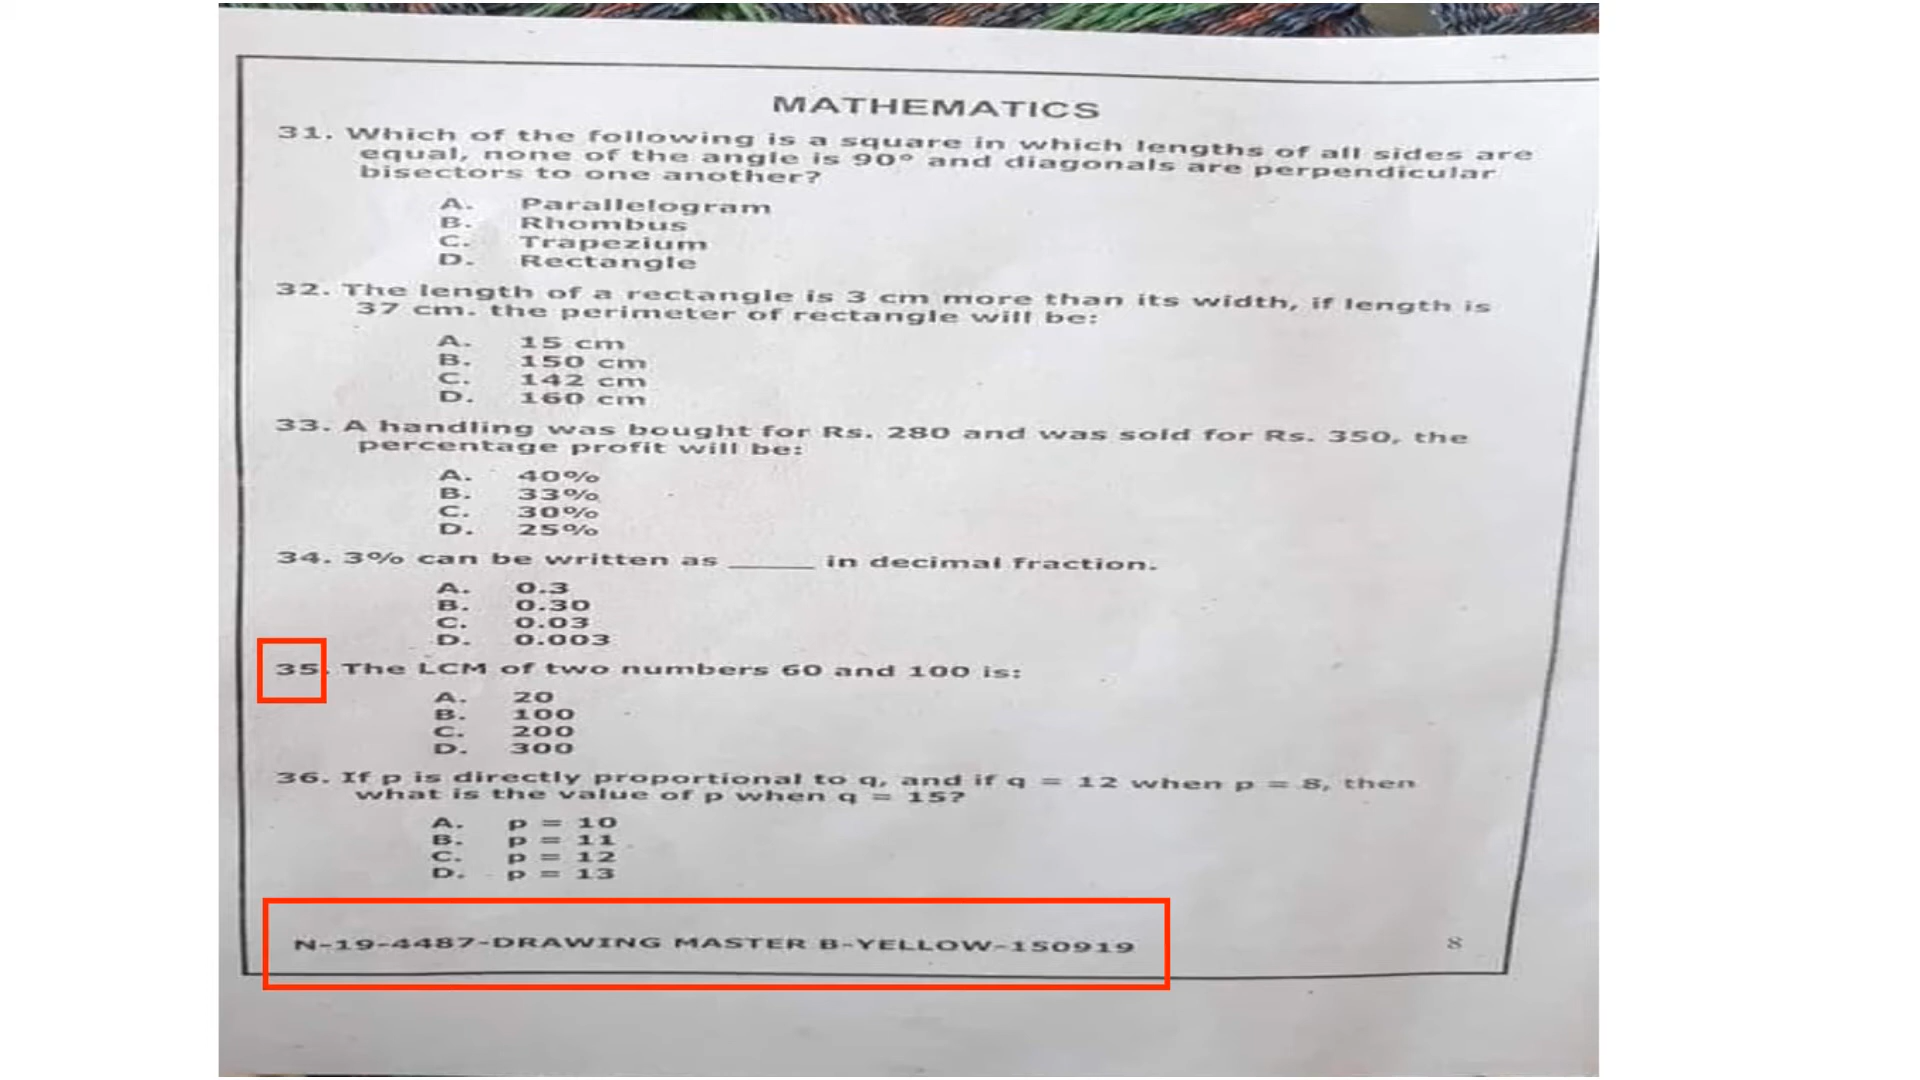 MATHEMATICS
31. Which of the following is a square in which lengths of all sides are
equal, none of the angle is 90° and diagonals are perpendicular
bisectors to one another?
A. Parallelogram
B. Rhombus
C. Trapezium
D. Rectangle
32. The length of a rectangle is 3 cm more than its width, if length is
37 cm. the perimeter of rectangle will be:
A. 15 cm
B. 150 cm
C. 142 cm
D. 160 cm
33. A handling was bought for Rs. 280 and was sold for Rs. 350, the
percentage profit will be:
A. 40%
B. 33%
C. 30%
D. 25%
34. 3% can be written as _____ in decimal fraction.
A. 0.3
B. 0.30
C. 0.03
D. 0.003
35. The LCM of two numbers 60 and 100 is:
A. 20
B. 100
C. 200
D. 300
36. If p is directly proportional to q, and if q = 12 when p = 8, then
what is the value of p when q = 15?
A. p = 10
B. p = 11
C. p = 12
D. p = 13
N-19-4487-DRAWING MASTER B-YELLOW-150919 8